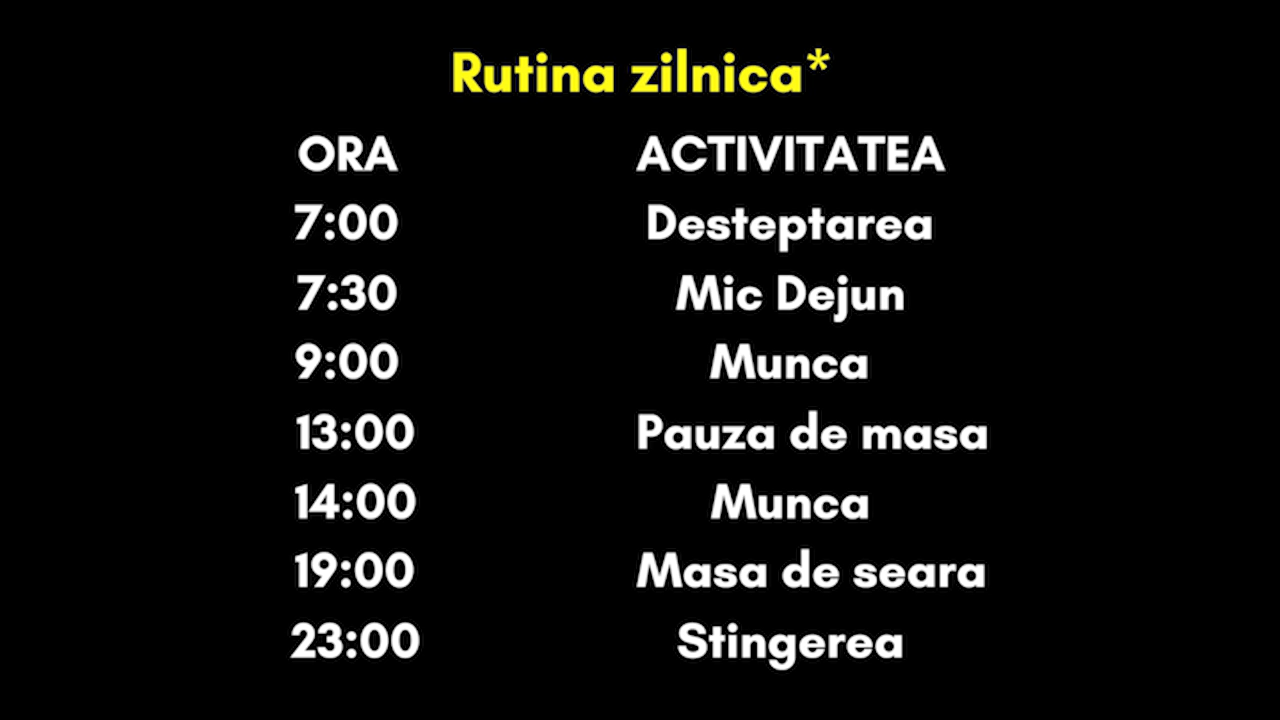 Rutina zilnica*
ORA ACTIVITATEA
7:00 Desteptarea
7:30 Mic Dejun
9:00 Munca
13:00 Pauza de masa
14:00 Munca
19:00 Masa de seara
23:00 Stingerea